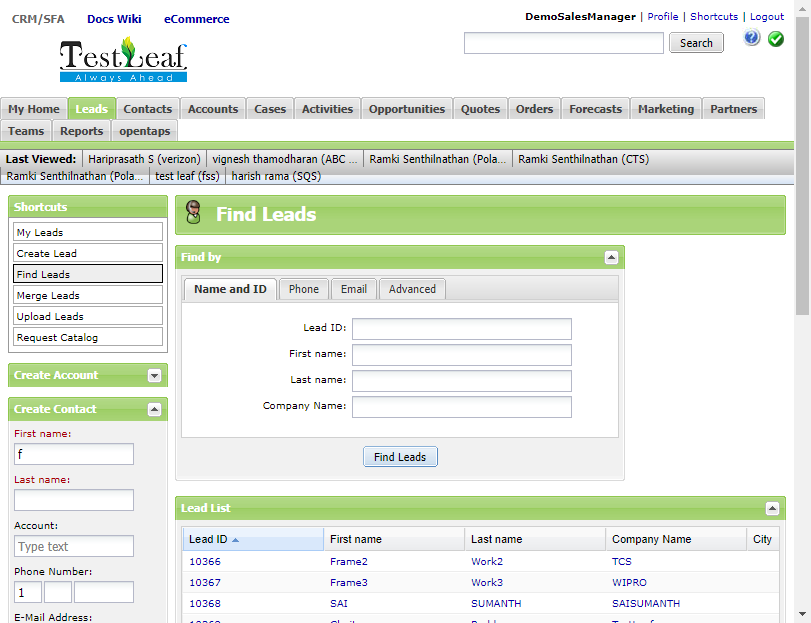 CRM/SFA Docs Wiki eCommerce
DemoSalesManager | Profile | Shortcuts | Logout
TestLeaf
Always Ahead
Search
My Home Leads Contacts Accounts Cases Activities Opportunities Quotes Orders Forecasts Marketing Partners
Teams Reports opentaps
Last Viewed: Hariprasath S (verizon) vignesh thamodharan (ABC ... Ramki Senthilnathan (Pola... Ramki Senthilnathan (CTS)
Ramki Senthilnathan (Pola... test leaf (fss) harish rama (SQS)
Shortcuts
My Leads
Create Lead
Find Leads
Merge Leads
Upload Leads
Request Catalog
Create Account
Create Contact
First name:
f
Last name:
Account:
Type text
Phone Number:
1
E-Mail Address:
Find Leads
Find by
Name and ID Phone Email Advanced
Lead ID:
First name:
Last name:
Company Name:
Find Leads
Lead List
Lead ID First name Last name Company Name City
10366 Frame2 Work2 TCS
10367 Frame3 Work3 WIPRO
10368 SAI SUMANTH SAISUMANTH